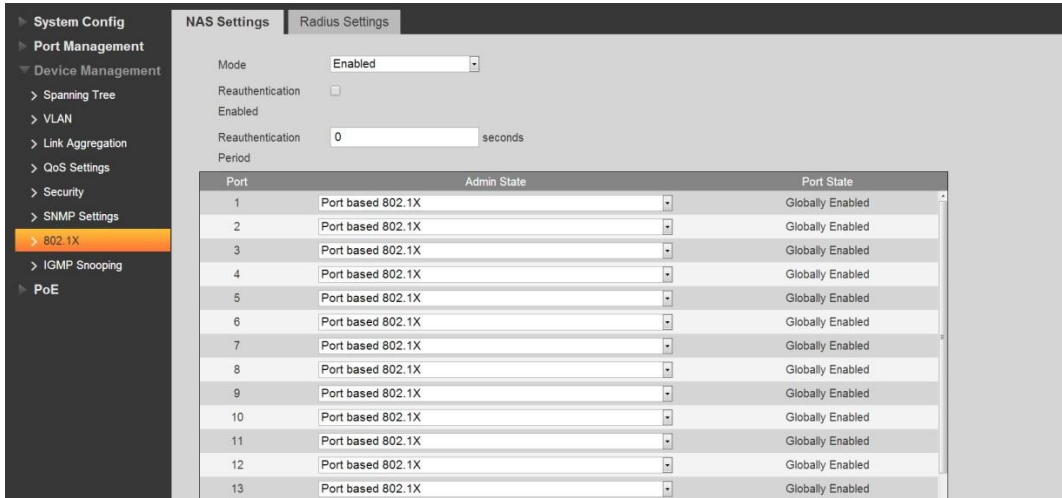 System Config
Port Management
Device Management
> Spanning Tree
> VLAN
> Link Aggregation
> QoS Settings
> Security
> SNMP Settings
> 802.1X
> IGMP Snooping
PoE
NAS Settings Radius Settings
Mode Enabled
Reauthentication
Enabled
Reauthentication 0 seconds
Period
Port Admin State Port State
1 Port based 802.1X Globally Enabled
2 Port based 802.1X Globally Enabled
3 Port based 802.1X Globally Enabled
4 Port based 802.1X Globally Enabled
5 Port based 802.1X Globally Enabled
6 Port based 802.1X Globally Enabled
7 Port based 802.1X Globally Enabled
8 Port based 802.1X Globally Enabled
9 Port based 802.1X Globally Enabled
10 Port based 802.1X Globally Enabled
11 Port based 802.1X Globally Enabled
12 Port based 802.1X Globally Enabled
13 Port based 802.1X Globally Enabled